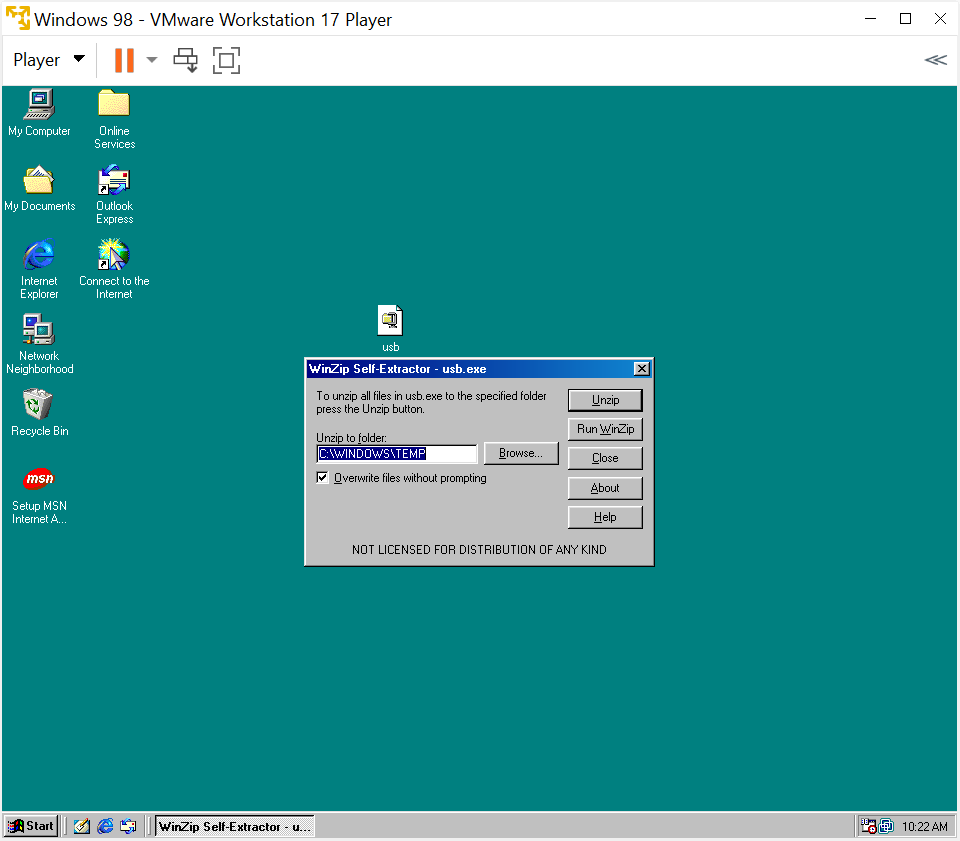 Windows 98 - VMware Workstation 17 Player
Player
My Computer
Online
Services
My Documents
Outlook
Express
Internet
Explorer
Connect to the
Internet
Network
Neighborhood
Recycle Bin
msn
Setup MSN
Internet A...
usb
WinZip Self-Extractor - usb.exe
To unzip all files in usb.exe to the specified folder
press the Unzip button.
Unzip to folder:
C:\WINDOWS\TEMP
Browse...
Overwrite files without prompting
Unzip
Run WinZip
Close
About
Help
NOT LICENSED FOR DISTRIBUTION OF ANY KIND
Start
WinZip Self-Extractor - u...
10:22 AM